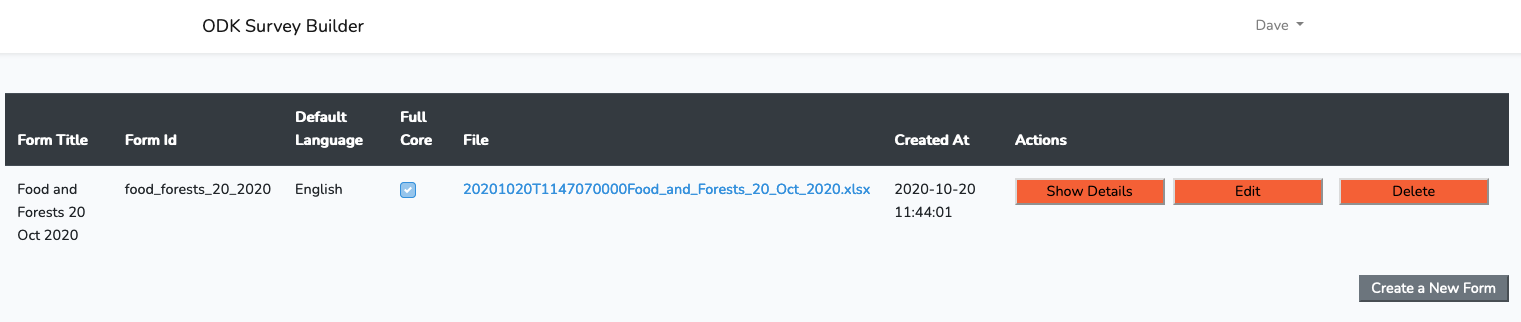 ODK Survey Builder
Dave
Default Full
Form Title Form Id Language Core File Created At Actions
Food and food_forests_20_2020 English 20201020T1147070000Food_and_Forests_20_Oct_2020.xlsx 2020-10-20 Show Details Edit Delete
Forests 20 11:44:01
Oct 2020
Create a New Form